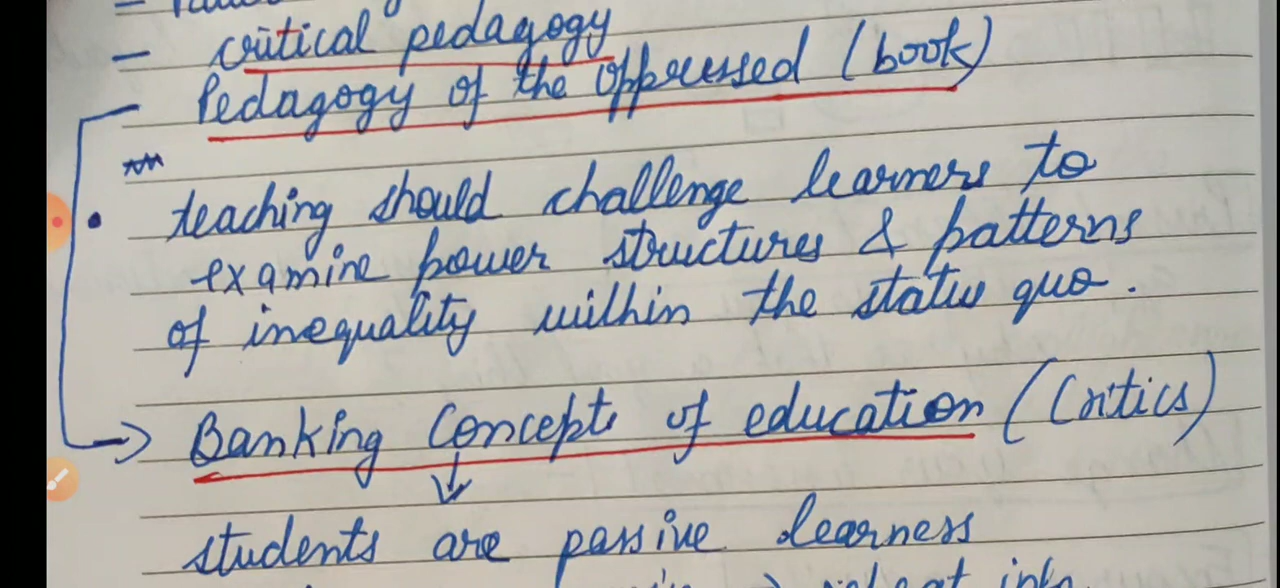 — critical pedagogy
— Pedagogy of the Oppressed (book)
• teaching should challenge learners to
examine power structures & patterns
of inequality within the status quo.
→ Banking Concepts of education (Critics)
↓
students are passive learners